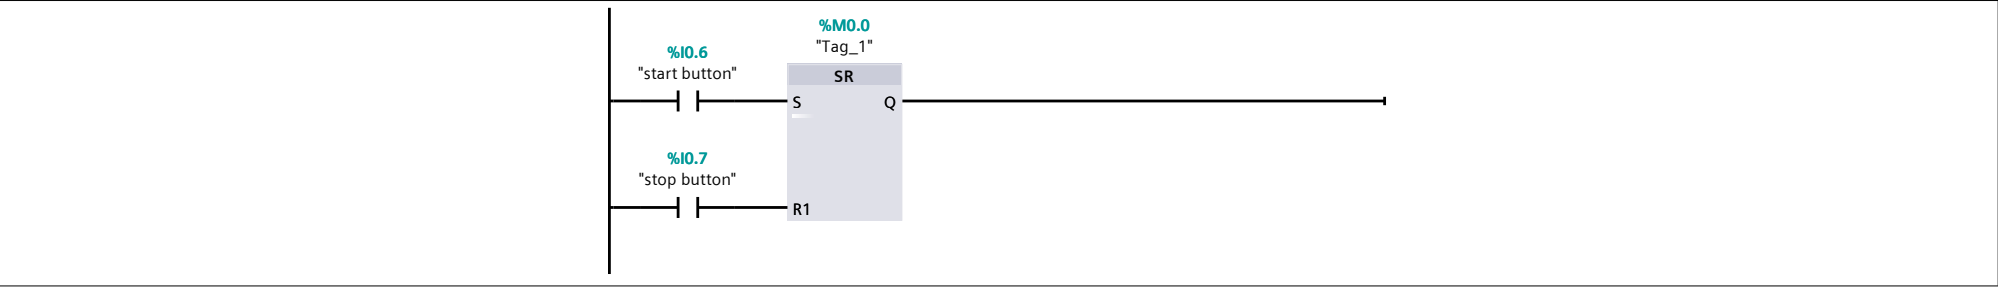 %M0.0
"Tag_1"
%I0.6
"start button"
SR
S Q
%I0.7
"stop button"
R1